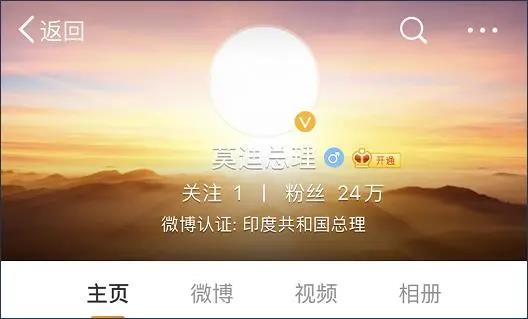 返回
V
莫迪总理 开通
关注 1 | 粉丝 24万
微博认证: 印度共和国总理
主页 微博 视频 相册